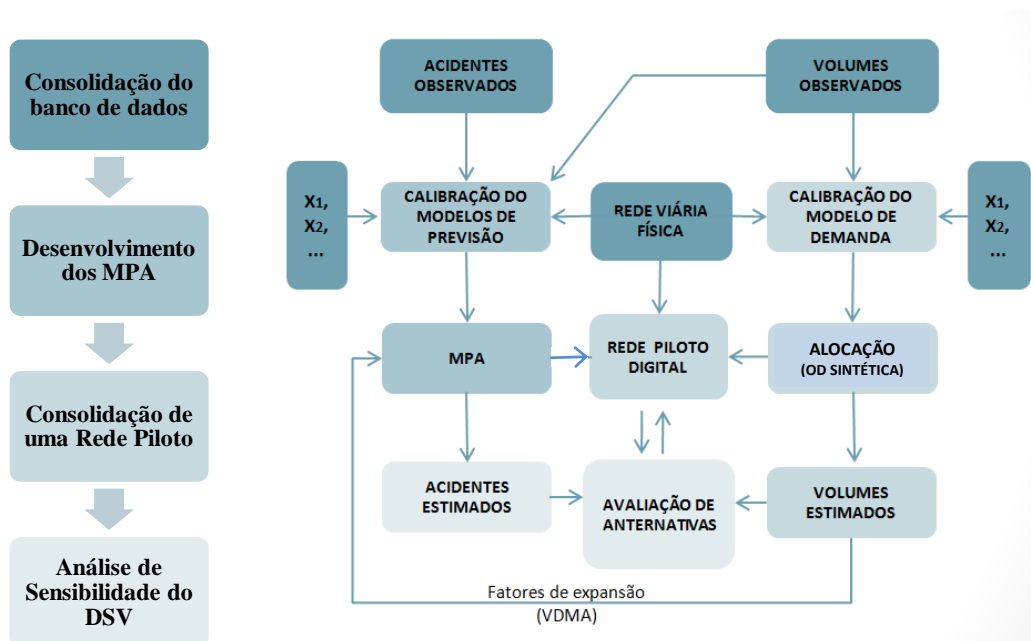 Consolidação do
banco de dados
Desenvolvimento
dos MPA
Consolidação de
uma Rede Piloto
Análise de
Sensibilidade do
DSV
ACIDENTES
OBSERVADOS
VOLUMES
OBSERVADOS
X1,
X2,
...
CALIBRAÇÃO DO
MODELOS DE
PREVISÃO
REDE VIÁRIA
FÍSICA
CALIBRAÇÃO DO
MODELO DE
DEMANDA
X1,
X2,
...
MPA
REDE PILOTO
DIGITAL
ALOCAÇÃO
(OD SINTÉTICA)
ACIDENTES
ESTIMADOS
AVALIAÇÃO DE
ANTERNATIVAS
VOLUMES
ESTIMADOS
Fatores de expansão
(VDMA)